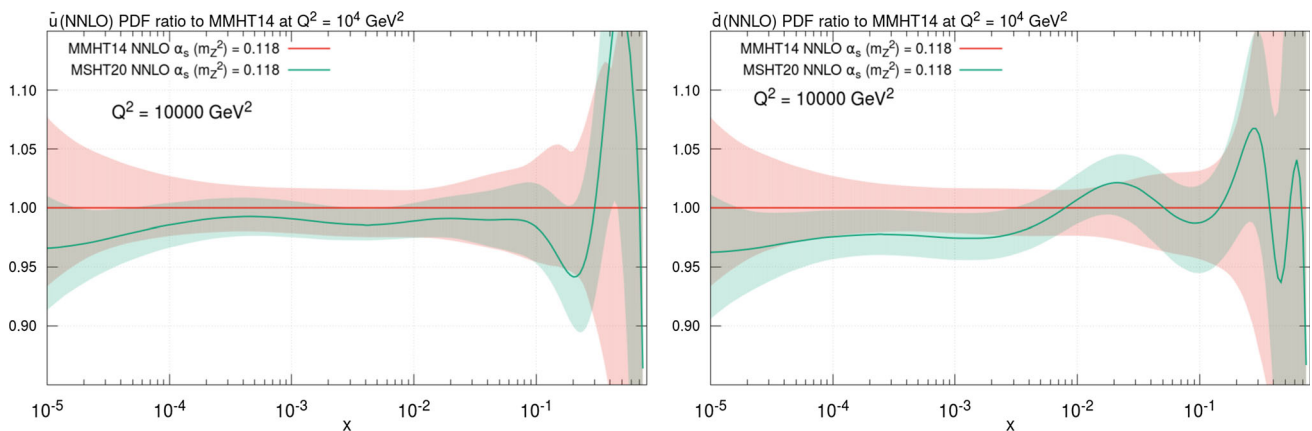 ū(NNLO) PDF ratio to MMHT14 at Q² = 10⁴ GeV²
MMHT14 NNLO αₛ (m_Z²) = 0.118
MSHT20 NNLO αₛ (m_Z²) = 0.118
Q² = 10000 GeV²
1.10
1.05
1.00
0.95
0.90
10⁻⁵
10⁻⁴
10⁻³
10⁻²
10⁻¹
x
d̄(NNLO) PDF ratio to MMHT14 at Q² = 10⁴ GeV²
MMHT14 NNLO αₛ (m_Z²) = 0.118
MSHT20 NNLO αₛ (m_Z²) = 0.118
Q² = 10000 GeV²
1.10
1.05
1.00
0.95
0.90
10⁻⁵
10⁻⁴
10⁻³
10⁻²
10⁻¹
x